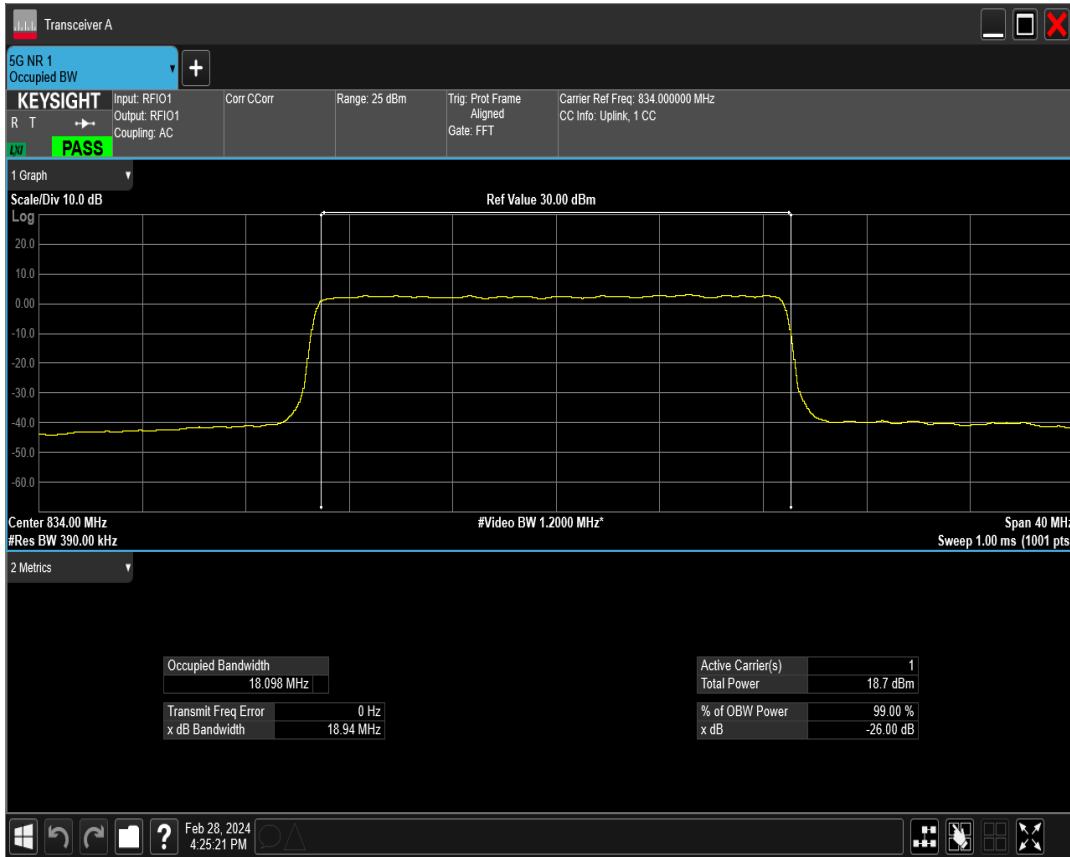 Transceiver A
5G NR 1
Occupied BW
KEYSIGHT
R T
LXI
PASS
Input: RFIO1
Output: RFIO1
Coupling: AC
Corr CCorr
Range: 25 dBm
Trig: Prot Frame
Aligned
Gate: FFT
Carrier Ref Freq: 834.000000 MHz
CC Info: Uplink, 1 CC
1 Graph
Scale/Div 10.0 dB
Ref Value 30.00 dBm
Log
20.0
10.0
0.00
-10.0
-20.0
-30.0
-40.0
-50.0
-60.0
Center 834.00 MHz
#Video BW 1.2000 MHz*
Span 40 MHz
#Res BW 390.00 kHz
Sweep 1.00 ms (1001 pts
2 Metrics
Occupied Bandwidth
18.098 MHz
Transmit Freq Error 0 Hz
x dB Bandwidth 18.94 MHz
Active Carrier(s) 1
Total Power 18.7 dBm
% of OBW Power 99.00 %
x dB -26.00 dB
?
Feb 28, 2024
4:25:21 PM